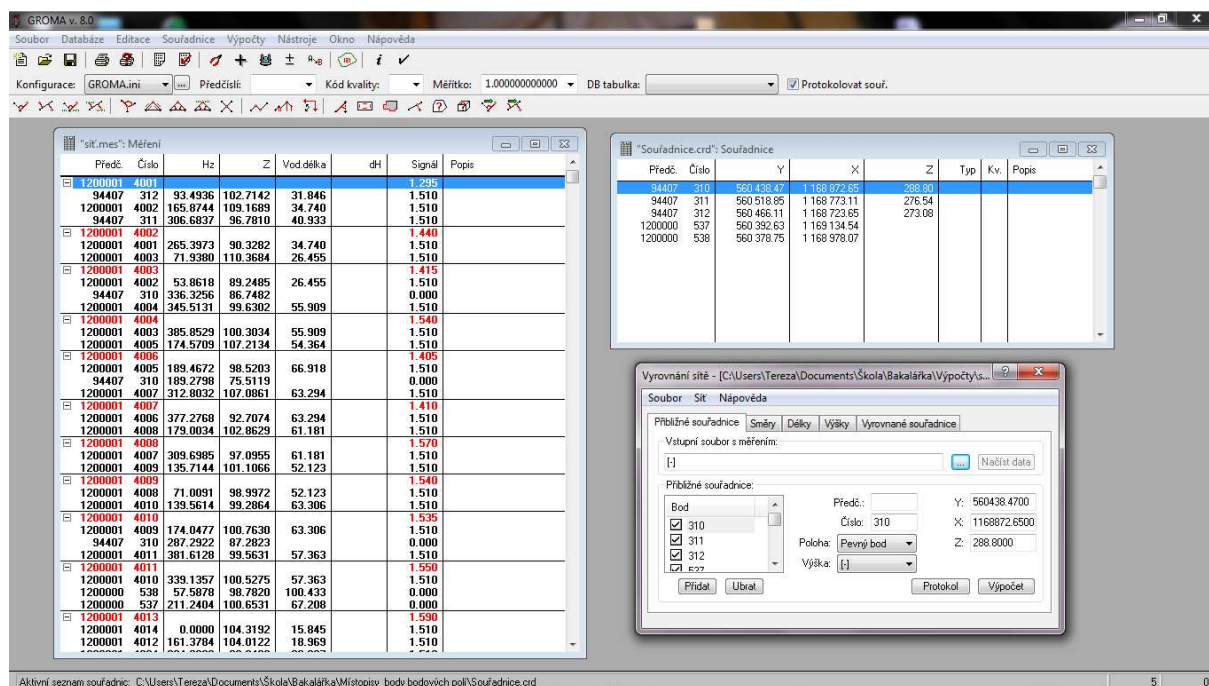 GROMA v. 8.0
Soubor Databáze Editace Souřadnice Výpočty Nástroje Okno Nápověda
Konfigurace: GROMA.ini ... Předčíslí: Kód kvality: Měřítko: 1.000000000000 DB tabulka: Protokolovat souř.
"síť.mes": Měření
Předč. Číslo Hz Z Vod.délka dH Signál Popis
1200001 4001 1.295
94407 312 93.4936 102.7142 31.846 1.510
1200001 4002 165.8744 109.1689 34.740 1.510
94407 311 306.6837 96.7810 40.933 1.510
1200001 4002 1.440
1200001 4001 265.3973 90.3282 34.740 1.510
1200001 4003 71.9380 110.3684 26.455 1.510
1200001 4003 1.415
1200001 4002 53.8618 89.2485 26.455 1.510
94407 310 336.3256 86.7482 0.000
1200001 4004 345.5131 99.6302 55.909 1.510
1200001 4004 1.540
1200001 4003 385.8529 100.3034 55.909 1.510
1200001 4005 174.5709 107.2134 54.364 1.510
1200001 4006 1.405
1200001 4005 189.4672 98.5203 66.918 1.510
94407 310 189.2798 75.5119 0.000
1200001 4007 312.8032 107.0861 63.294 1.510
1200001 4007 1.410
1200001 4006 377.2768 92.7074 63.294 1.510
1200001 4008 179.0034 102.8629 61.181 1.510
1200001 4008 1.570
1200001 4007 309.6985 97.0955 61.181 1.510
1200001 4009 135.7144 101.1066 52.123 1.510
1200001 4009 1.540
1200001 4008 71.0091 98.9972 52.123 1.510
1200001 4010 139.5614 99.2864 63.306 1.510
1200001 4010 1.535
1200001 4009 174.0477 100.7630 63.306 1.510
94407 310 287.2922 87.2823 0.000
1200001 4011 381.6128 99.5631 57.363 1.510
1200001 4011 1.550
1200001 4010 339.1357 100.5275 57.363 1.510
1200000 538 57.5878 98.7820 100.433 0.000
1200000 537 211.2404 100.6531 67.208 0.000
1200001 4013 1.590
1200001 4014 0.0000 104.3192 15.845 1.510
1200001 4012 161.3784 104.0122 18.969 1.510
"Souřadnice.crd": Souřadnice
Předč. Číslo Y X Z Typ Kv. Popis
94407 310 560 438.47 1 168 872.65 288.80
94407 311 560 518.85 1 168 773.11 276.54
94407 312 560 466.11 1 168 723.65 273.08
1200000 537 560 392.63 1 169 134.54
1200000 538 560 378.75 1 168 978.07
Vyrovnání sítě - [C:\Users\Tereza\Documents\Škola\Bakalářka\Výpočty\s...
Soubor Síť Nápověda
Přibližné souřadnice Směry Délky Výšky Vyrovnané souřadnice
Vstupní soubor s měřením:
[-] ... Načíst data
Přibližné souřadnice:
Bod
310
311
312
537
Předč.: Y: 560438.4700
Číslo: 310 X: 1168872.6500
Poloha: Pevný bod Z: 288.8000
Výška: [-]
Přidat Ubrat Protokol Výpočet
Aktivní seznam souřadnic: C:\Users\Tereza\Documents\Škola\Bakalářka\Místopisy_body bodových polí\Souřadnice.crd 5 0